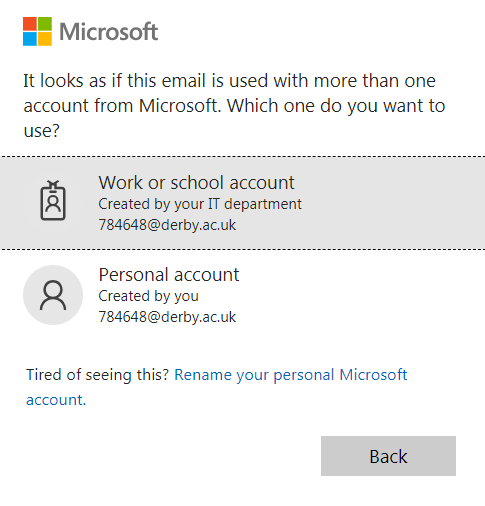 Microsoft
It looks as if this email is used with more than one
account from Microsoft. Which one do you want to
use?
Work or school account
Created by your IT department
784648@derby.ac.uk
Personal account
Created by you
784648@derby.ac.uk
Tired of seeing this? Rename your personal Microsoft
account.
Back